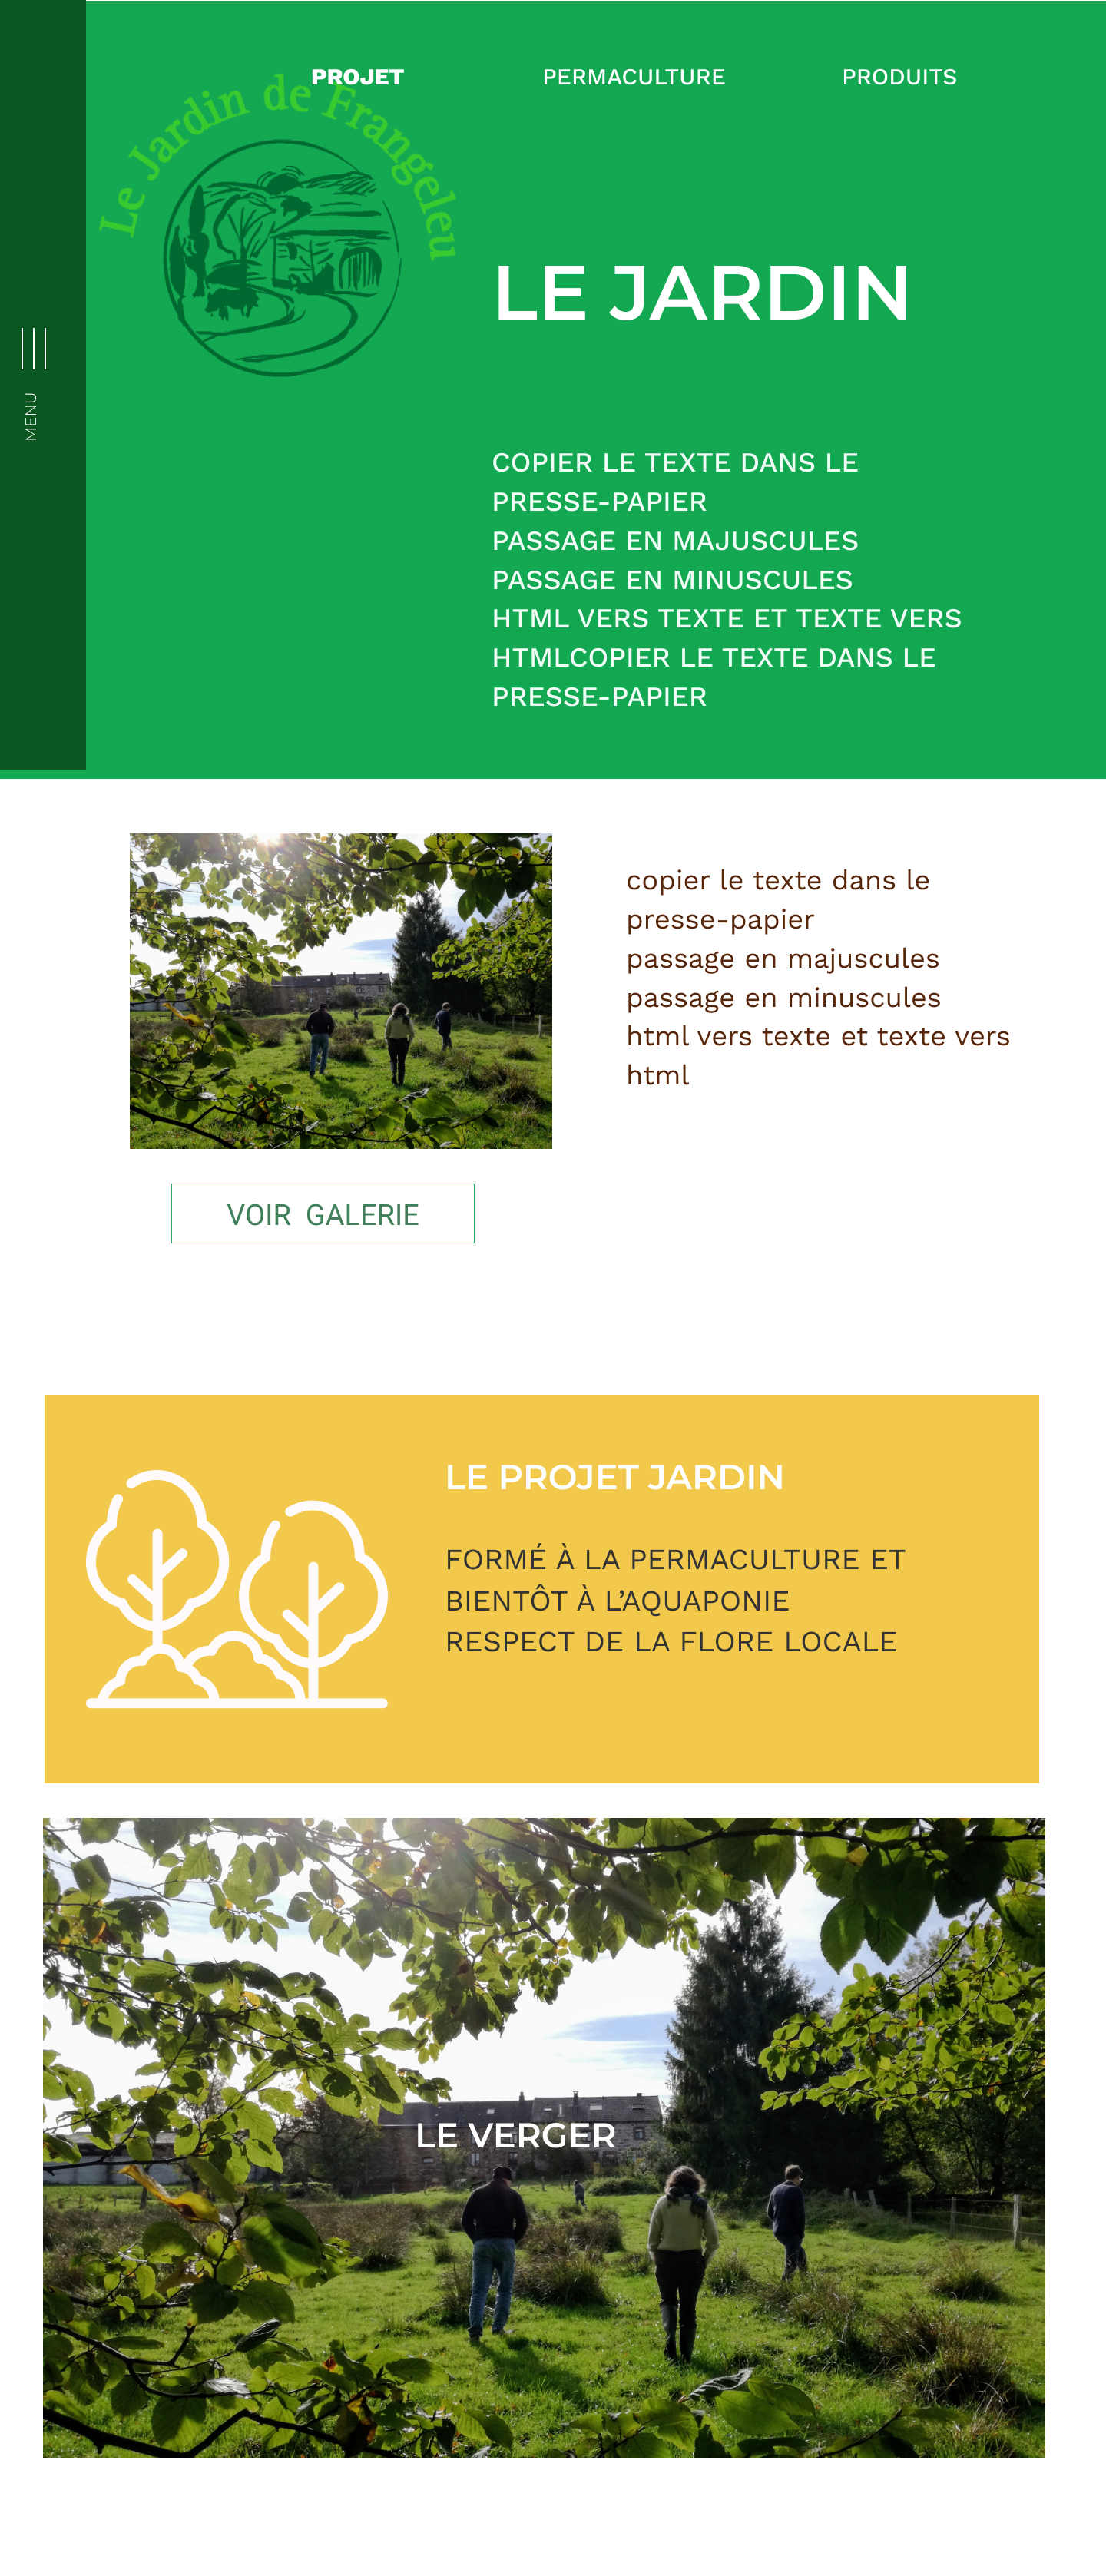 PROJET
PERMACULTURE
PRODUITS
Le Jardin de Frangeleu
MENU
LE JARDIN
COPIER LE TEXTE DANS LE
PRESSE-PAPIER
PASSAGE EN MAJUSCULES
PASSAGE EN MINUSCULES
HTML VERS TEXTE ET TEXTE VERS
HTMLCOPIER LE TEXTE DANS LE
PRESSE-PAPIER
copier le texte dans le
presse-papier
passage en majuscules
passage en minuscules
html vers texte et texte vers
html
VOIR GALERIE
LE PROJET JARDIN
FORMÉ À LA PERMACULTURE ET
BIENTÔT À L’AQUAPONIE
RESPECT DE LA FLORE LOCALE
LE VERGER